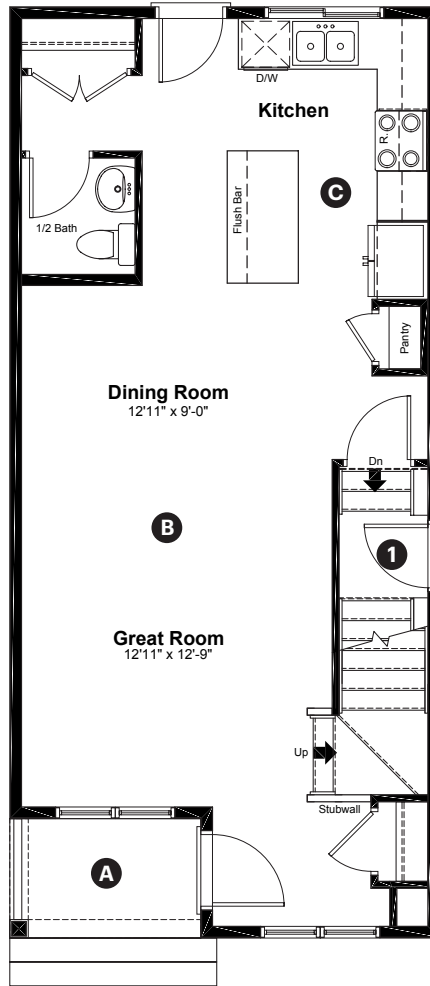 D/W
Kitchen
R.
C
Flush Bar
1/2 Bath
Pantry
Dining Room
12'11" x 9'-0"
Dn
B
1
Great Room
12'11" x 12'-9"
Up
Stubwall
A